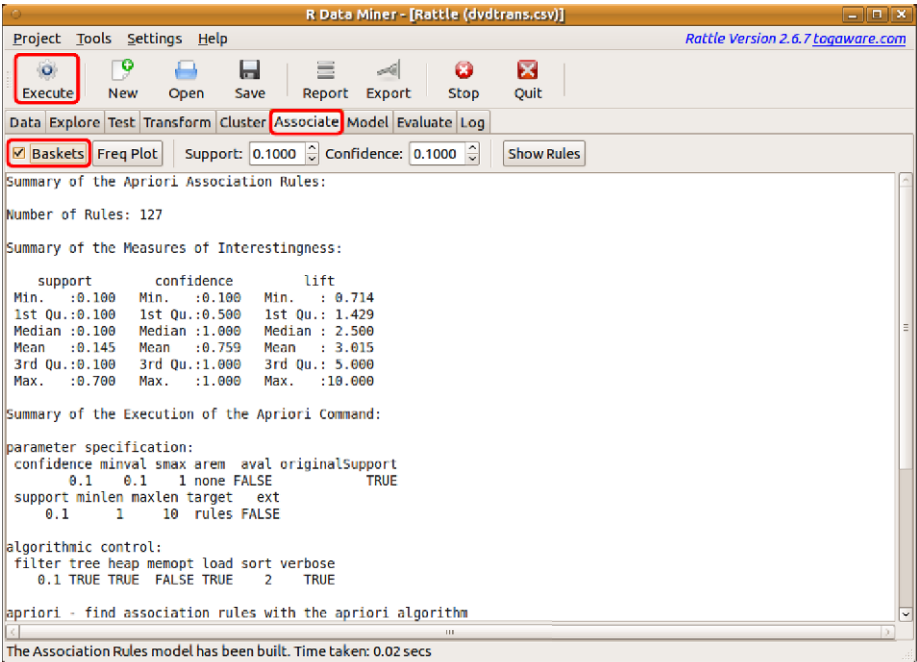 R Data Miner - [Rattle (dvdtrans.csv)]
Project Tools Settings Help Rattle Version 2.6.7 togaware.com
Execute New Open Save Report Export Stop Quit
Data Explore Test Transform Cluster Associate Model Evaluate Log
Baskets Freq Plot Support: 0.1000 Confidence: 0.1000 Show Rules
Summary of the Apriori Association Rules:
Number of Rules: 127
Summary of the Measures of Interestingness:
support confidence lift
Min. :0.100 Min. :0.100 Min. : 0.714
1st Qu.:0.100 1st Qu.:0.500 1st Qu.: 1.429
Median :0.100 Median :1.000 Median : 2.500
Mean :0.145 Mean :0.759 Mean : 3.015
3rd Qu.:0.100 3rd Qu.:1.000 3rd Qu.: 5.000
Max. :0.700 Max. :1.000 Max. :10.000
Summary of the Execution of the Apriori Command:
parameter specification:
confidence minval smax arem aval originalSupport
0.1 0.1 1 none FALSE TRUE
support minlen maxlen target ext
0.1 1 10 rules FALSE
algorithmic control:
filter tree heap memopt load sort verbose
0.1 TRUE TRUE FALSE TRUE 2 TRUE
apriori - find association rules with the apriori algorithm
The Association Rules model has been built. Time taken: 0.02 secs